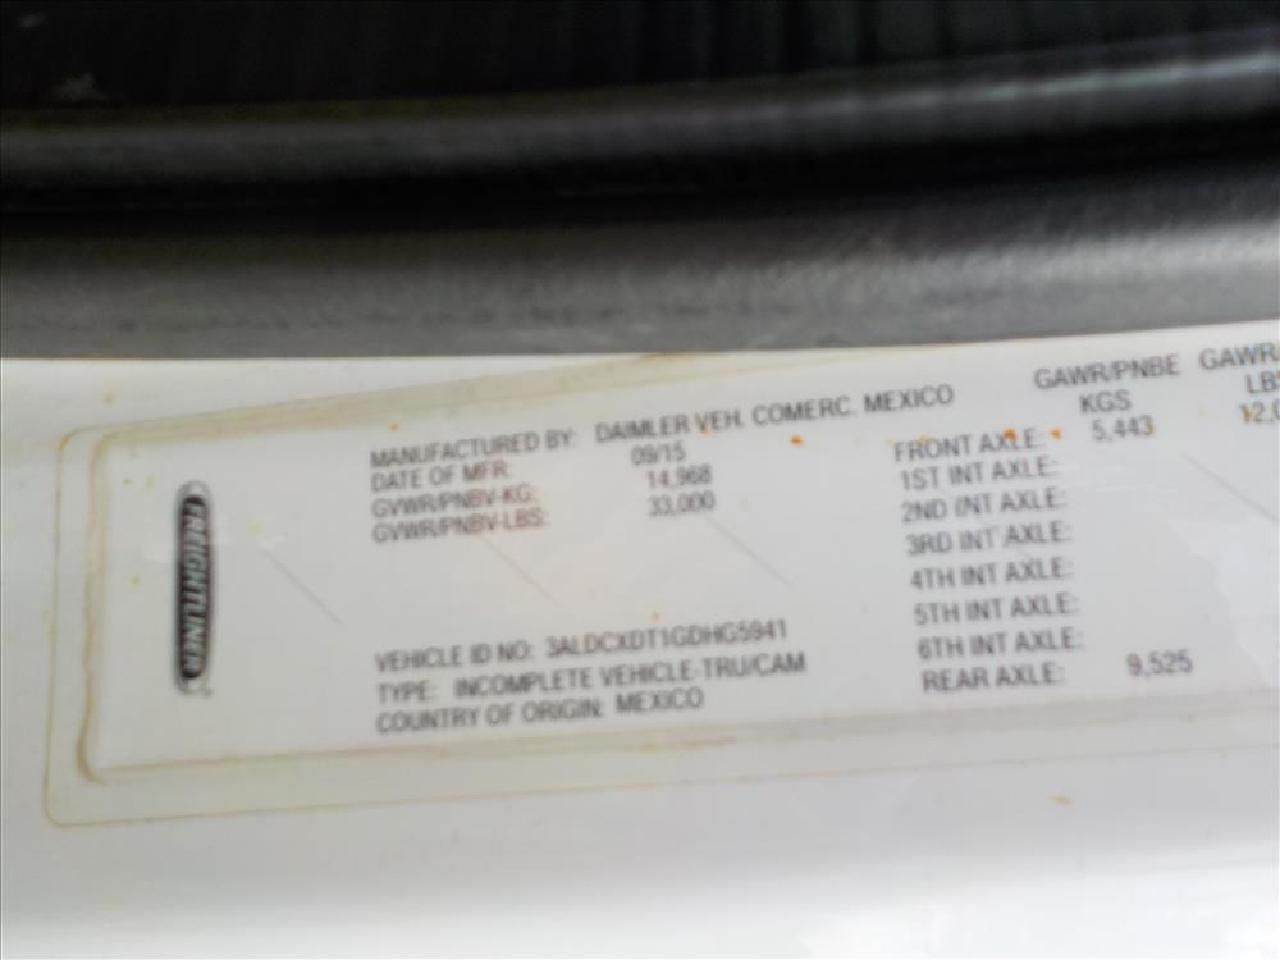 FREIGHTLINER
MANUFACTURED BY: DAIMLER VEH. COMERC. MEXICO
DATE OF MFR: 09/15
GVWR/PNBV-KG: 14,968
GVWR/PNBV-LBS: 33,000
VEHICLE ID NO: 3ALDCXDT1GDHG5941
TYPE: INCOMPLETE VEHICLE-TRU/CAM
COUNTRY OF ORIGIN: MEXICO
GAWR/PNBE GAWR
KGS LBS
FRONT AXLE: 5,443
1ST INT AXLE:
2ND INT AXLE:
3RD INT AXLE:
4TH INT AXLE:
5TH INT AXLE:
6TH INT AXLE:
REAR AXLE: 9,525